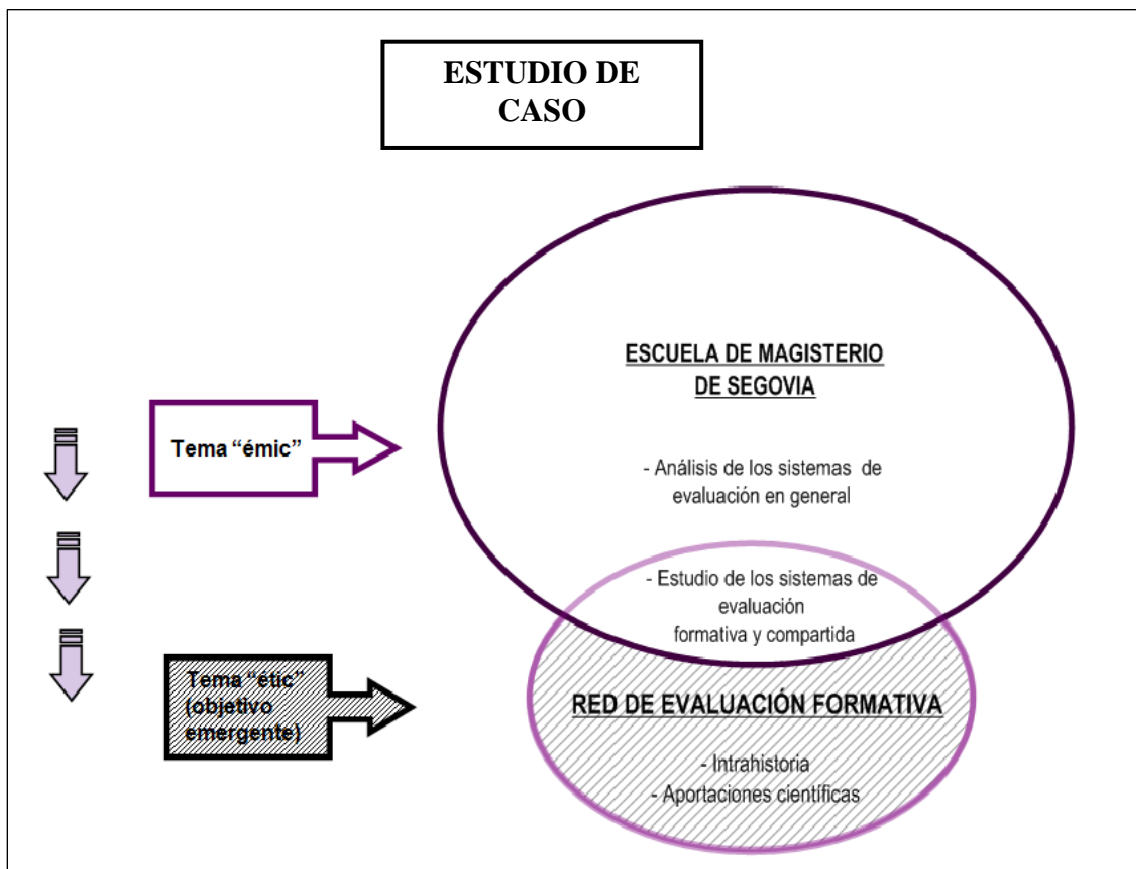 ESTUDIO DE
CASO
ESCUELA DE MAGISTERIO
DE SEGOVIA
Tema “émic”
- Análisis de los sistemas de
evaluación en general
- Estudio de los sistemas de
evaluación
formativa y compartida
Tema “étic”
(objetivo
emergente)
RED DE EVALUACIÓN FORMATIVA
- Intrahistoria
- Aportaciones científicas